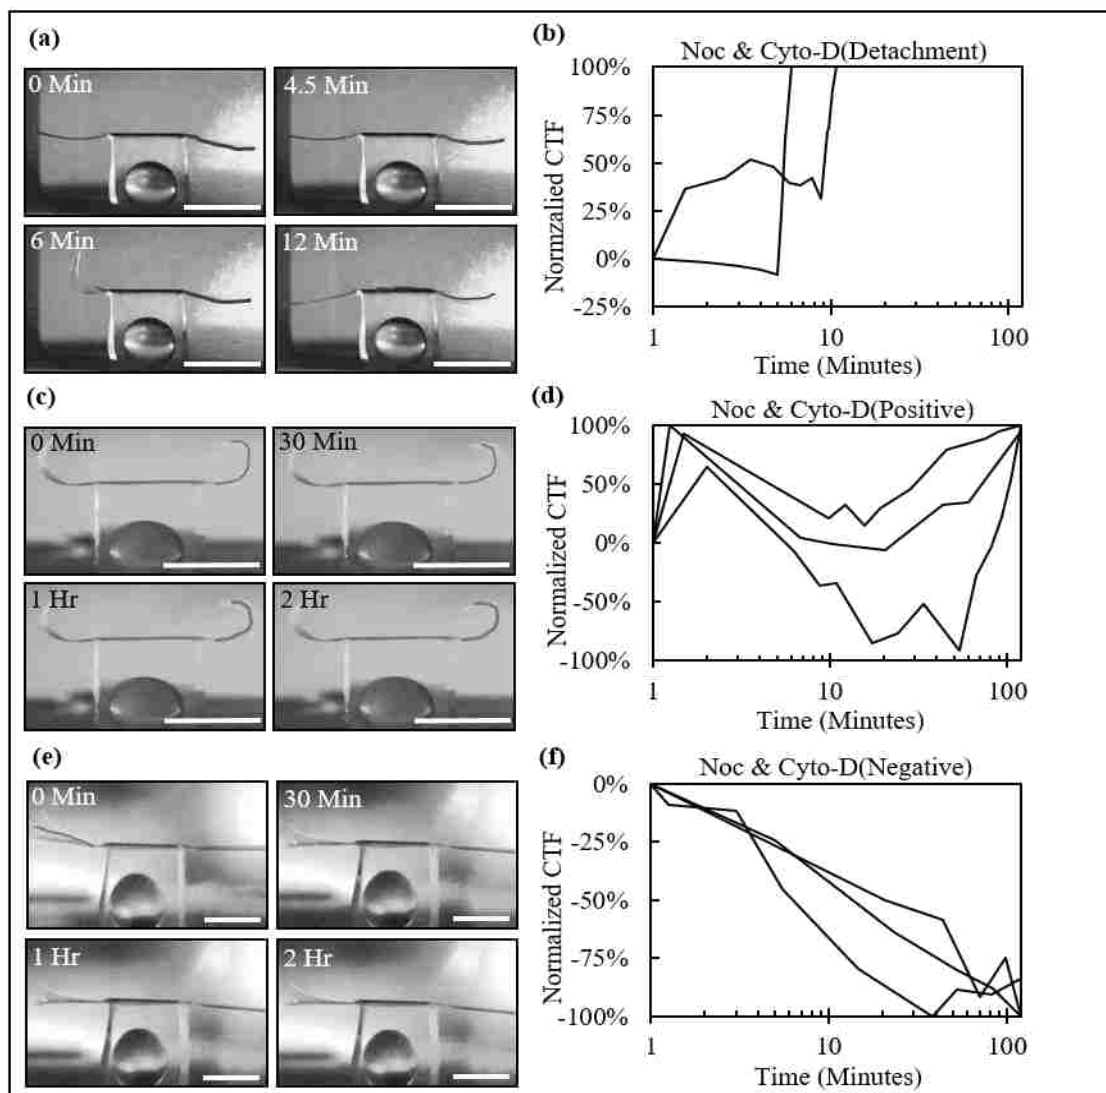 (a)
0 Min
4.5 Min
6 Min
12 Min
(b)
Noc & Cyto-D(Detachment)
100%
75%
50%
25%
0%
-25%
Normzalied CTF
1
10
100
Time (Minutes)
(c)
0 Min
30 Min
1 Hr
2 Hr
(d)
Noc & Cyto-D(Positive)
100%
50%
0%
-50%
-100%
Normalized CTF
1
10
100
Time (Minutes)
(e)
0 Min
30 Min
1 Hr
2 Hr
(f)
Noc & Cyto-D(Negative)
0%
-25%
-50%
-75%
-100%
Normalized CTF
1
10
100
Time (Minutes)